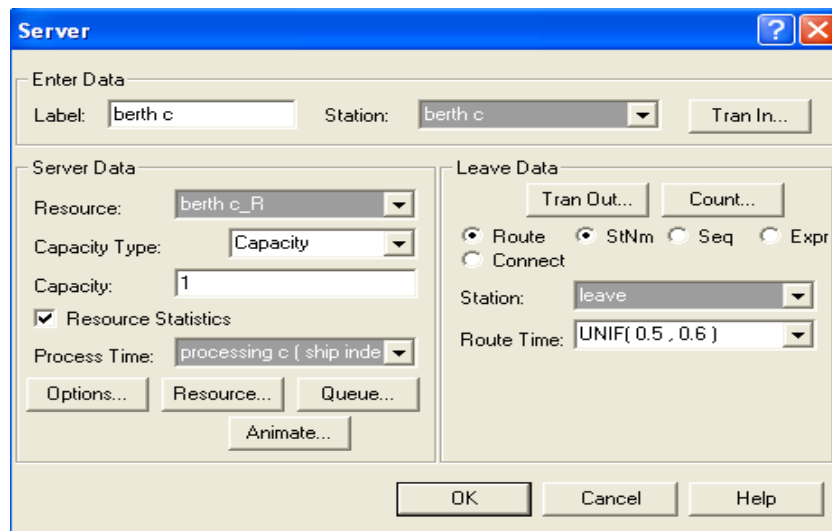 Server
Enter Data
Label: berth c Station: berth c Tran In...
Server Data
Resource: berth c_R
Capacity Type: Capacity
Capacity: 1
Resource Statistics
Process Time: processing c ( ship inde
Options... Resource... Queue...
Animate...
Leave Data
Tran Out... Count...
Route StNm Seq Expr
Connect
Station: leave
Route Time: UNIF( 0.5 , 0.6 )
OK Cancel Help